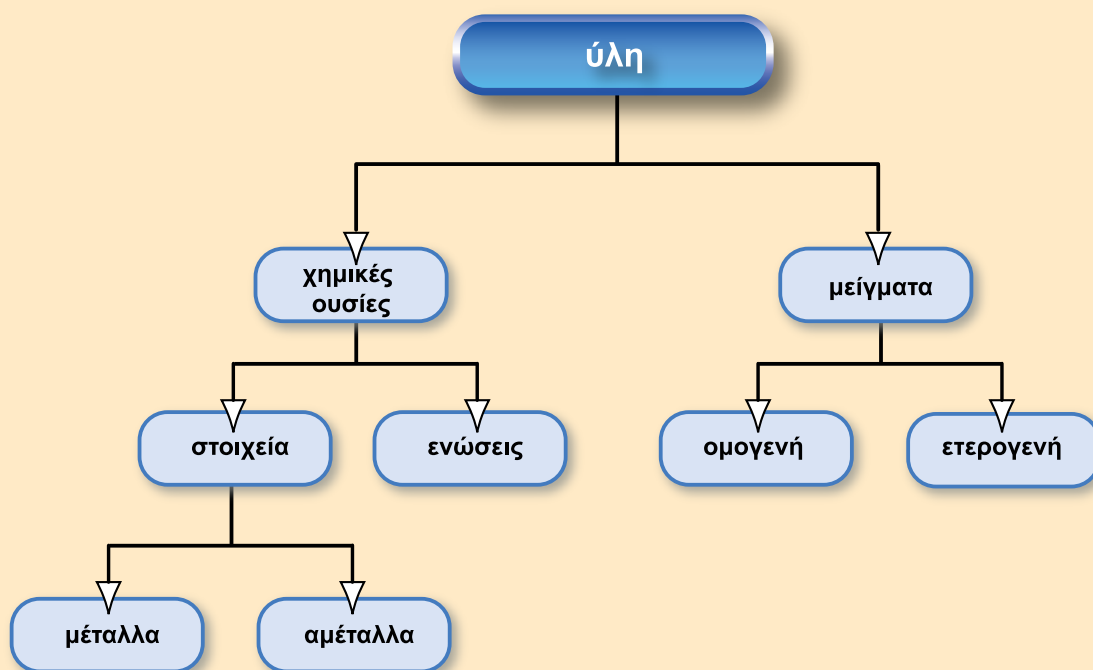 ύλη
χημικές
ουσίες
μείγματα
στοιχεία
ενώσεις
ομογενή
ετερογενή
μέταλλα
αμέταλλα